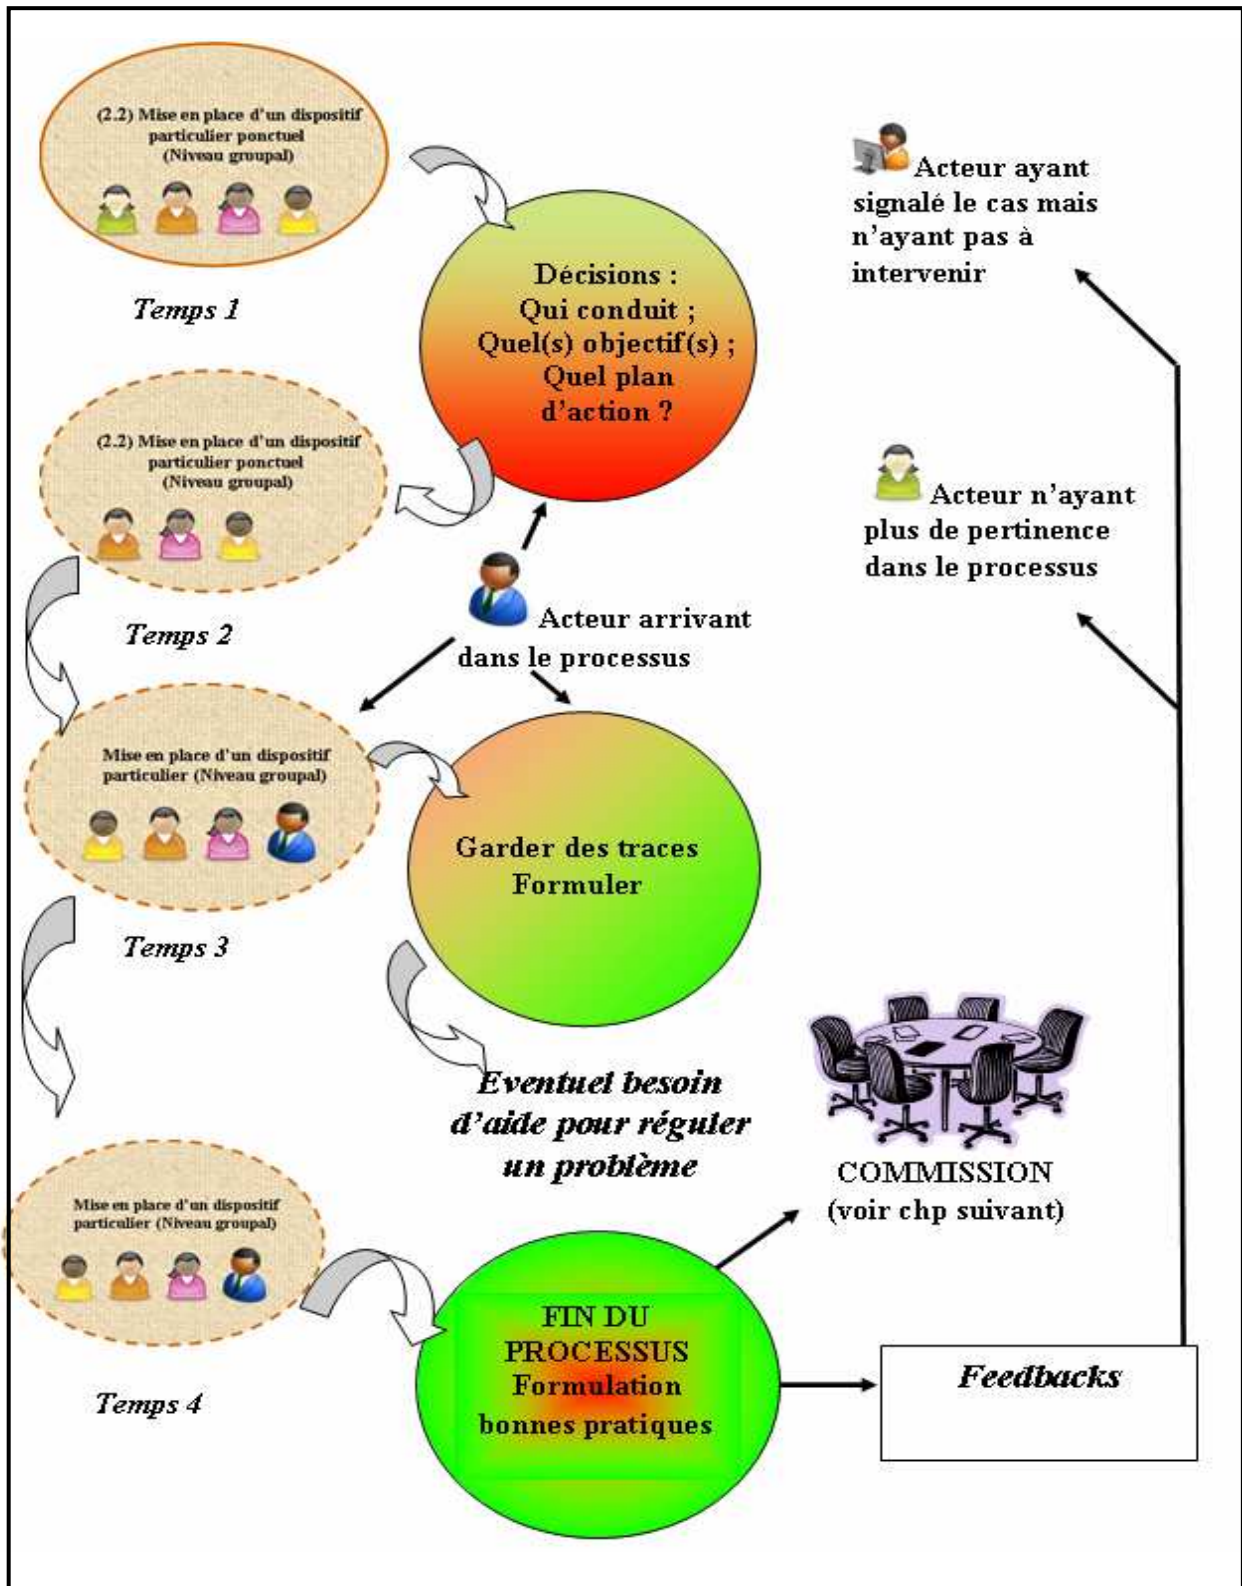 (2.2) Mise en place d'un dispositif
particulier ponctuel
(Niveau groupal)
Temps 1
Décisions :
Qui conduit ;
Quel(s) objectif(s) ;
Quel plan
d'action ?
Acteur ayant
signalé le cas mais
n'ayant pas à
intervenir
(2.2) Mise en place d'un dispositif
particulier ponctuel
(Niveau groupal)
Temps 2
Acteur n'ayant
plus de pertinence
dans le processus
Acteur arrivant
dans le processus
Mise en place d'un dispositif
particulier (Niveau groupal)
Temps 3
Garder des traces
Formuler
Eventuel besoin
d'aide pour réguler
un problème
COMMISSION
(voir chp suivant)
Mise en place d'un dispositif
particulier (Niveau groupal)
Temps 4
FIN DU
PROCESSUS
Formulation
bonnes pratiques
Feedbacks